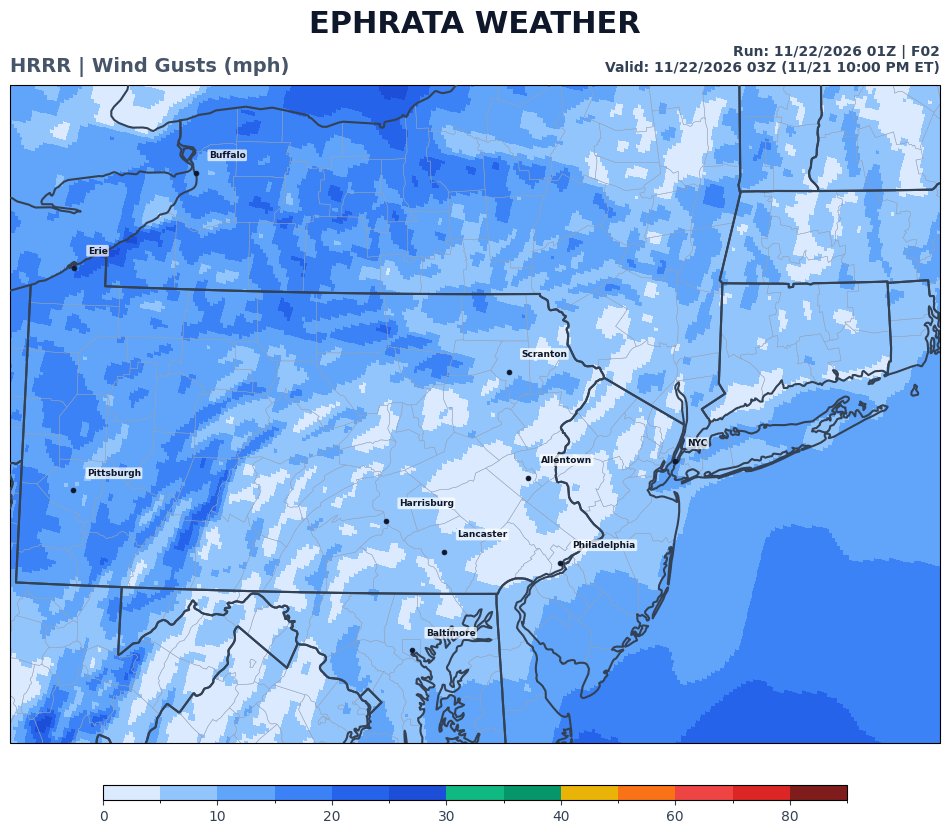 EPHRATA WEATHER
Run: 11/22/2026 01Z | F02
HRRR | Wind Gusts (mph)
Valid: 11/22/2026 03Z (11/21 10:00 PM ET)
Buffalo
Erie
Scranton
NYC
Allentown
Pittsburgh
Harrisburg
Lancaster
Philadelphia
Baltimore
0 10 20 30 40 60 80